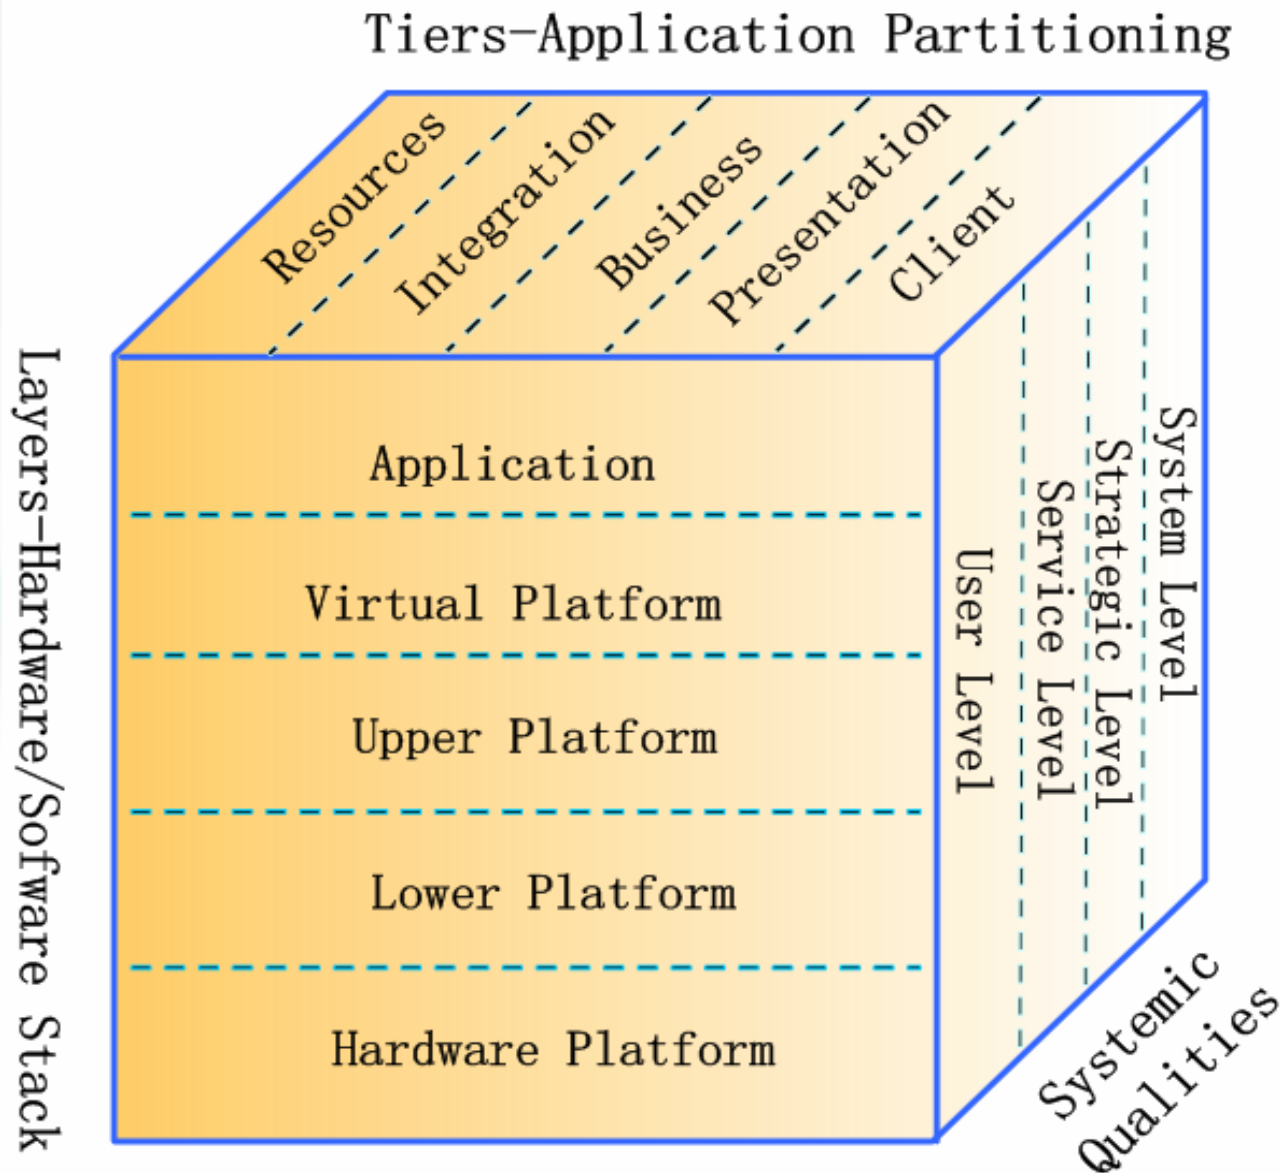 Tiers-Application Partitioning
Resources
Integration
Business
Presentation
Client
Layers-Hardware/Sofware Stack
Application
Virtual Platform
Upper Platform
Lower Platform
Hardware Platform
User Level
Service Level
Strategic Level
System Level
Systemic
Qualities